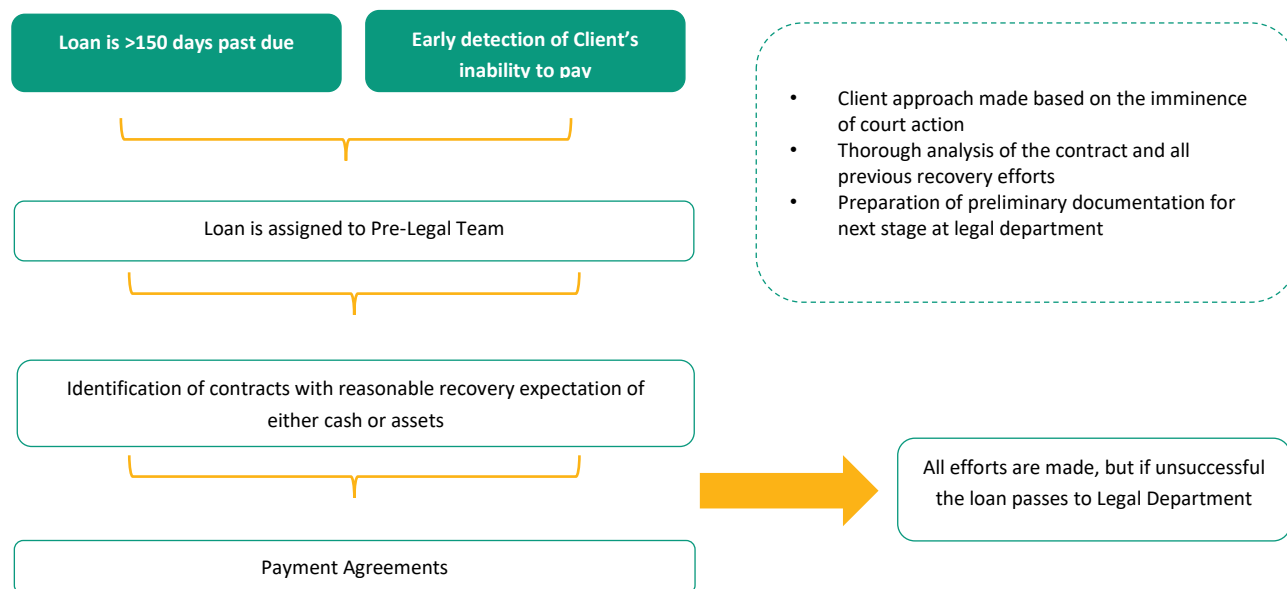 Loan is >150 days past due
Early detection of Client's
inability to pay
• Client approach made based on the imminence
of court action
• Thorough analysis of the contract and all
previous recovery efforts
• Preparation of preliminary documentation for
next stage at legal department
Loan is assigned to Pre-Legal Team
Identification of contracts with reasonable recovery expectation of
either cash or assets
All efforts are made, but if unsuccessful
the loan passes to Legal Department
Payment Agreements